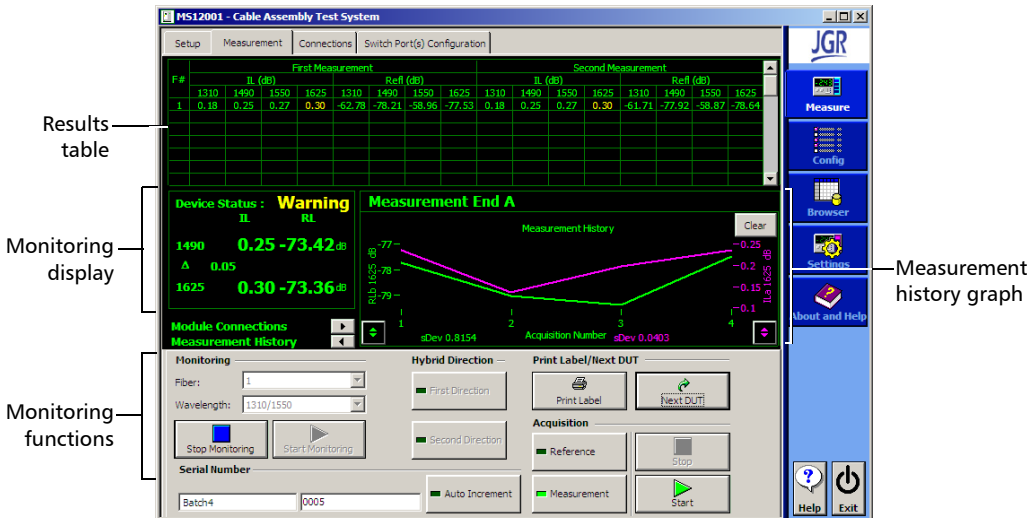 MS12001 - Cable Assembly Test System
Setup Measurement Connections Switch Port(s) Configuration
JGR
First Measurement Second Measurement
F# IL (dB) Refl (dB) IL (dB) Refl (dB)
1310 1490 1550 1625 1310 1490 1550 1625 1310 1490 1550 1625 1310 1490 1550 1625
1 0.18 0.25 0.27 0.30 -62.78 -78.21 -58.96 -77.53 0.18 0.25 0.27 0.30 -61.71 -77.92 -58.87 -78.64
Results
table
Measure
Config
Browser
Settings
About and Help
Help
Exit
Monitoring
display
Device Status : Warning
IL RL
1490 0.25 -73.42 dB
Δ 0.05
1625 0.30 -73.36 dB
Module Connections
Measurement History
Measurement End A
Clear
Measurement History
RLb 1625 dB
-77
-78
-79
-0.25
-0.2
-0.15
-0.1
ILa 1625 dB
1 2 3 4
sDev 0.8154 Acquisition Number sDev 0.0403
Measurement
history graph
Monitoring
functions
Monitoring
Fiber: 1
Wavelength: 1310/1550
Stop Monitoring
Start Monitoring
Hybrid Direction
First Direction
Second Direction
Print Label/Next DUT
Print Label
Next DUT
Acquisition
Reference
Stop
Measurement
Start
Serial Number
Batch4
0005
Auto Increment